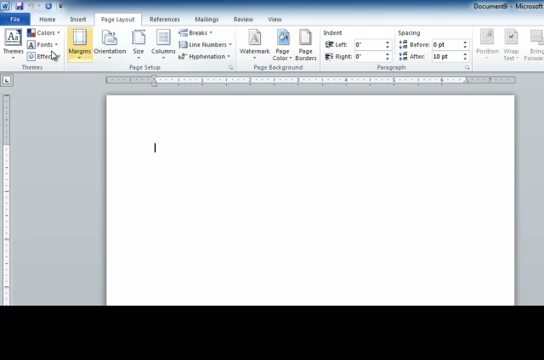 Document9 - Microsoft
File Home Insert Page Layout References Mailings Review View
Colors Breaks Indent Spacing
Fonts Line Numbers Left: 0" Before: 0 pt
Themes Margins Orientation Size Columns Hyphenation Watermark Page Color Page Borders Right: 0" After: 10 pt Position Wrap Text Bring
Themes Page Setup Page Background Paragraph